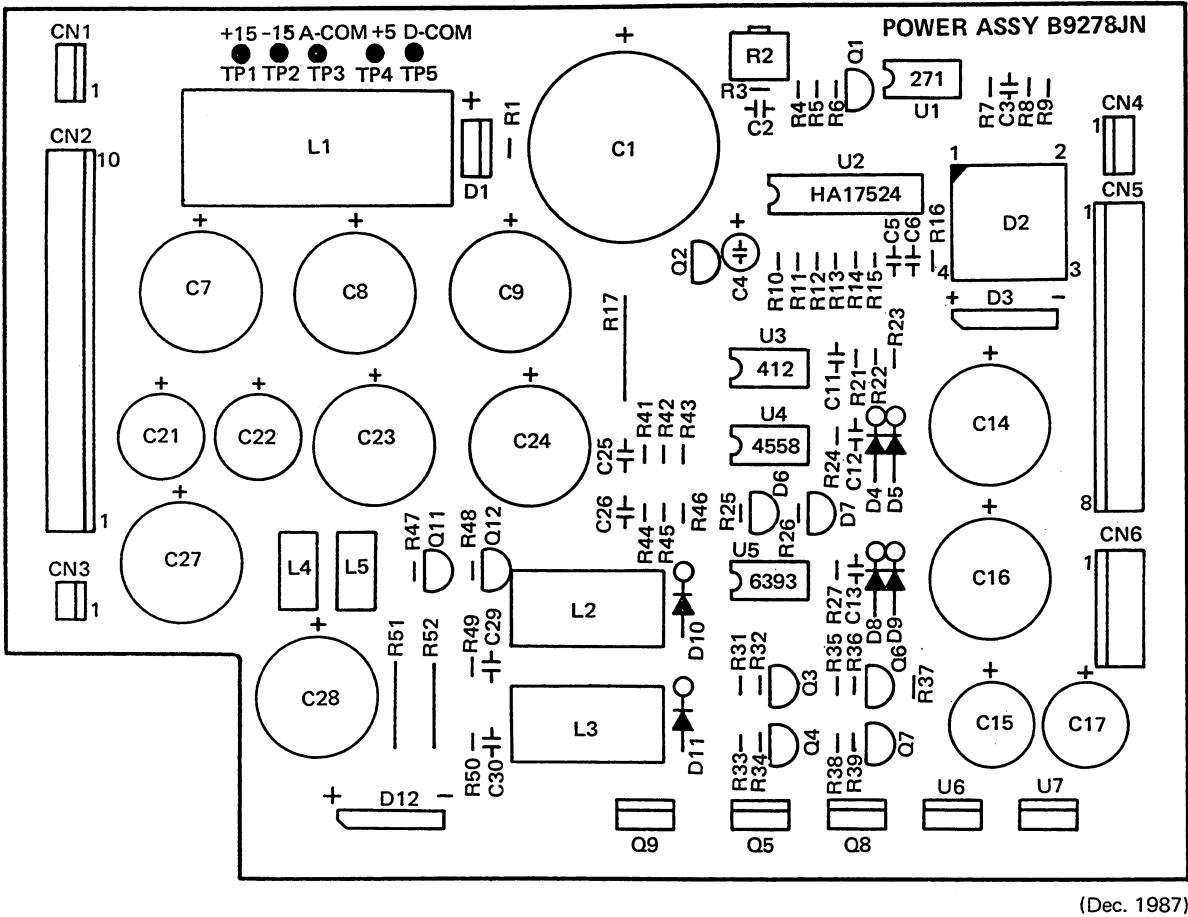 POWER ASSY B9278JN
CN1
1
+15 -15 A-COM +5 D-COM
TP1 TP2 TP3 TP4 TP5
+
R2
Q1
271
U1
R3
C2
R4
R5
R6
R7
C3
R8
R9
CN4
1
CN2
10
1
L1
+
D1
R1
C1
U2
HA17524
1
2
D2
4
3
CN5
1
8
+
C7
+
C8
+
C9
Q2
+
C4
R10
R11
R12
R13
R14
R15
C5
C6
R16
+
D3
-
R17
U3
412
C11
R21
R22
R23
+
C14
+
C21
+
C22
+
C23
+
C24
C25
R41
R42
R43
U4
4558
R24
C12
D4
D5
+
C27
L4
L5
R47
Q11
R48
Q12
C26
R44
R45
R46
R25
D6
R26
D7
U5
6393
R27
C13
D8
D9
+
C16
CN6
1
CN3
1
L2
D10
+
C28
R51
R52
R49
C29
R31
R32
Q3
R35
R36
Q6
R37
+
C15
+
C17
L3
D11
R50
C30
R33
R34
Q4
R38
R39
Q7
+
D12
-
Q9
Q5
Q8
U6
U7
(Dec. 1987)